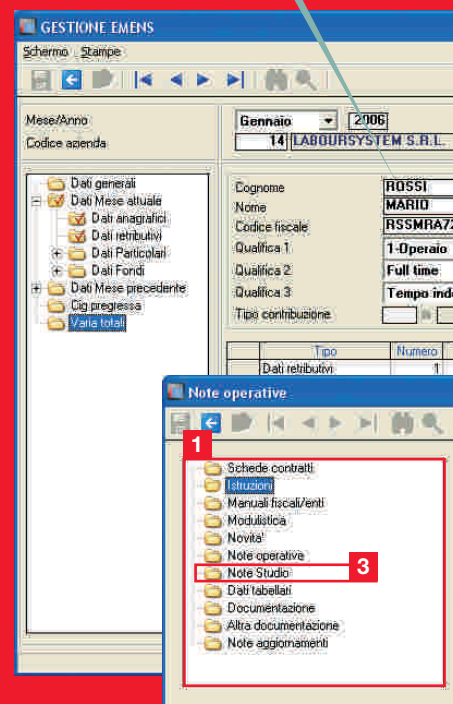 GESTIONE EMENS
Schermo Stampe
Mese/Anno
Gennaio 2006
Codice azienda
14 LABOURSYSTEM S.R.L.
Dati generali
Dati Mese attuale
Dati anagrafici
Dati retributivi
Dati Particolari
Dati Fondi
Dati Mese precedente
Cig pregressa
Varia totali
Cognome ROSSI
Nome MARIO
Codice fiscale RSSMRA72
Qualifica 1 1-Operaio
Qualifica 2 Full time
Qualifica 3 Tempo inde
Tipo contribuzione
Tipo Numero
Dati retributivi 1
Note operative
1
Schede contratti
Istruzioni
Manuali fiscali/enti
Modulistica
Novita'
Note operative
Note Studio 3
Dati tabellati
Documentazione
Altra documentazione
Note aggiornamenti